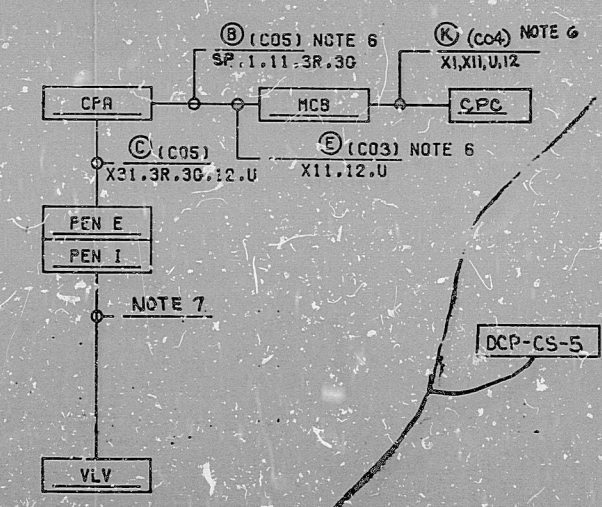 Ⓑ (C05) NOTE 6
SP.1.11.3R.3G
Ⓚ (C04) NOTE 6
X1,X11,U,12
CPA
MCB
CPC
Ⓒ (C05)
X31.3R.3G.12.U
Ⓔ (C03) NOTE 6
X11.12.U
PEN E
PEN I
NOTE 7
DCP-CS-5
VLV